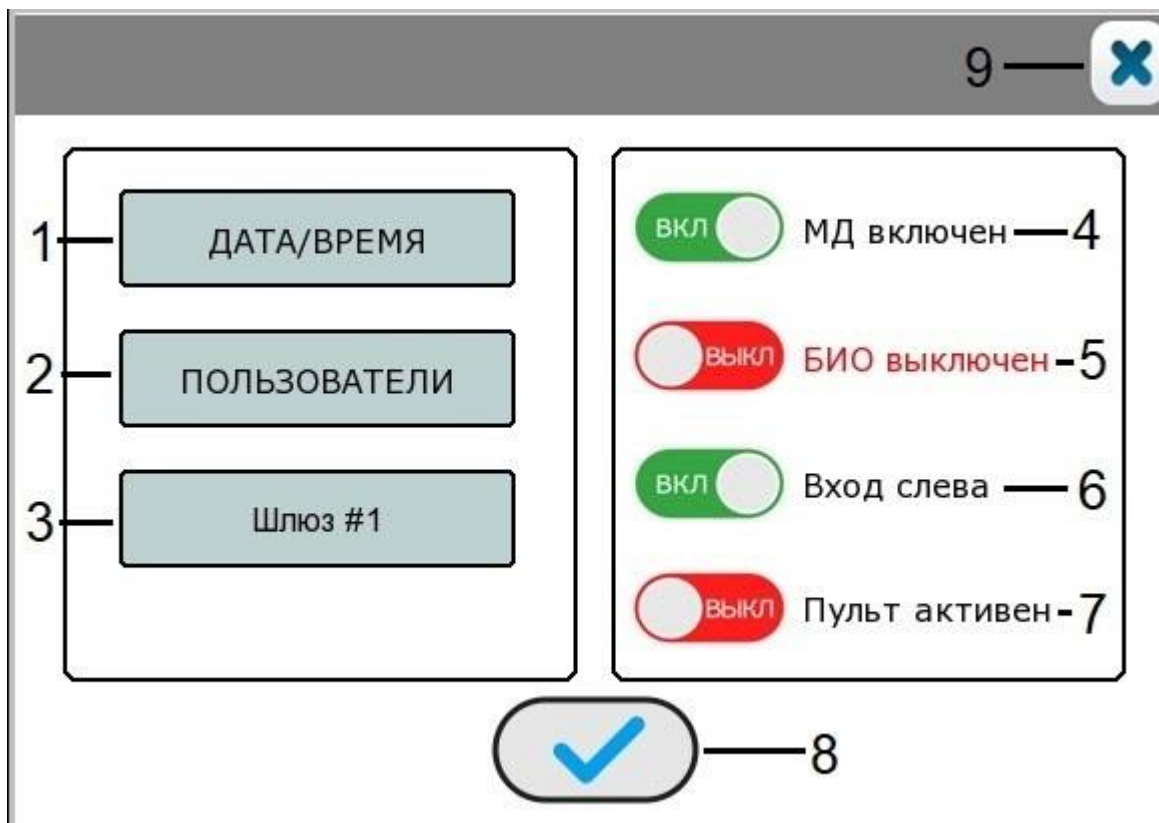 9
1 ДАТА/ВРЕМЯ
2 ПОЛЬЗОВАТЕЛИ
3 Шлюз #1
ВКЛ МД включен 4
ВЫКЛ БИО выключен 5
ВКЛ Вход слева 6
ВЫКЛ Пульт активен 7
8